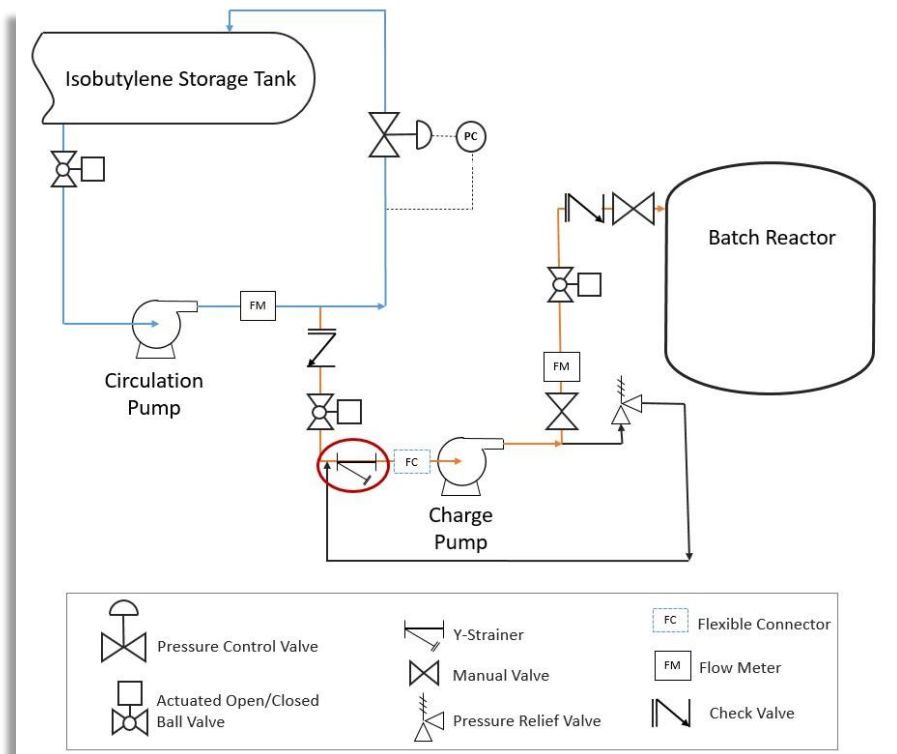 Isobutylene Storage Tank
PC
Batch Reactor
FM
Circulation
Pump
FM
FC
Charge
Pump
Pressure Control Valve
Actuated Open/Closed
Ball Valve
Y-Strainer
Manual Valve
Pressure Relief Valve
FC
Flexible Connector
FM
Flow Meter
Check Valve